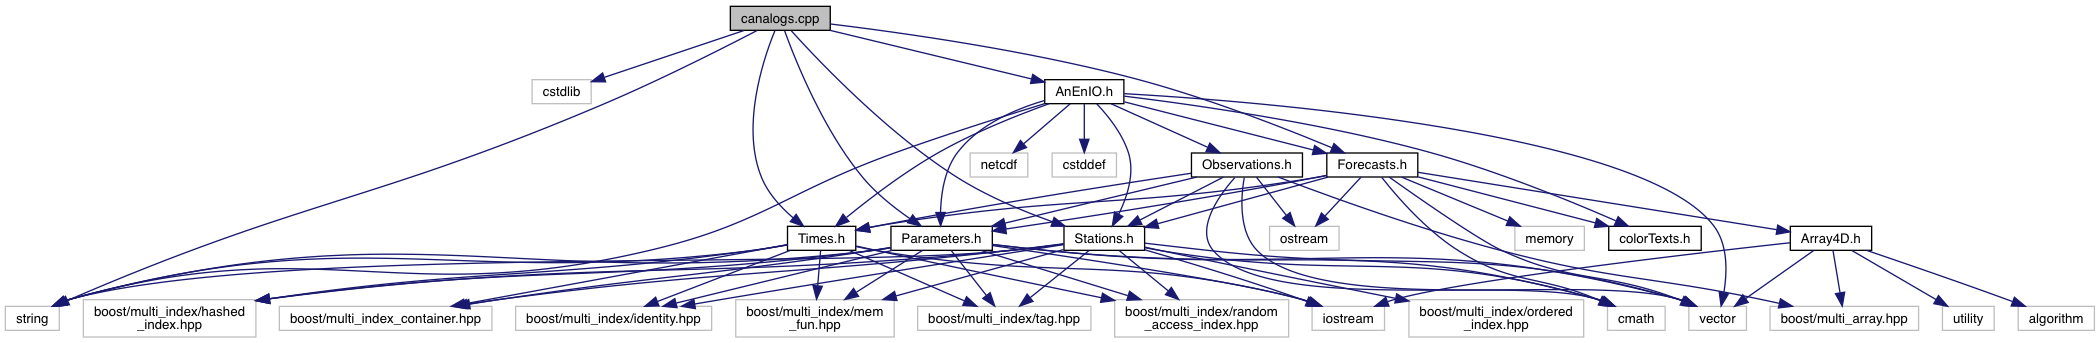 canalogs.cpp
cstdlib
AnEnIO.h
netcdf
cstddef
Observations.h
Forecasts.h
Times.h
Parameters.h
Stations.h
ostream
memory
colorTexts.h
Array4D.h
string
boost/multi_index/hashed
_index.hpp
boost/multi_index_container.hpp
boost/multi_index/identity.hpp
boost/multi_index/mem
_fun.hpp
boost/multi_index/tag.hpp
boost/multi_index/random
_access_index.hpp
iostream
boost/multi_index/ordered
_index.hpp
cmath
vector
boost/multi_array.hpp
utility
algorithm